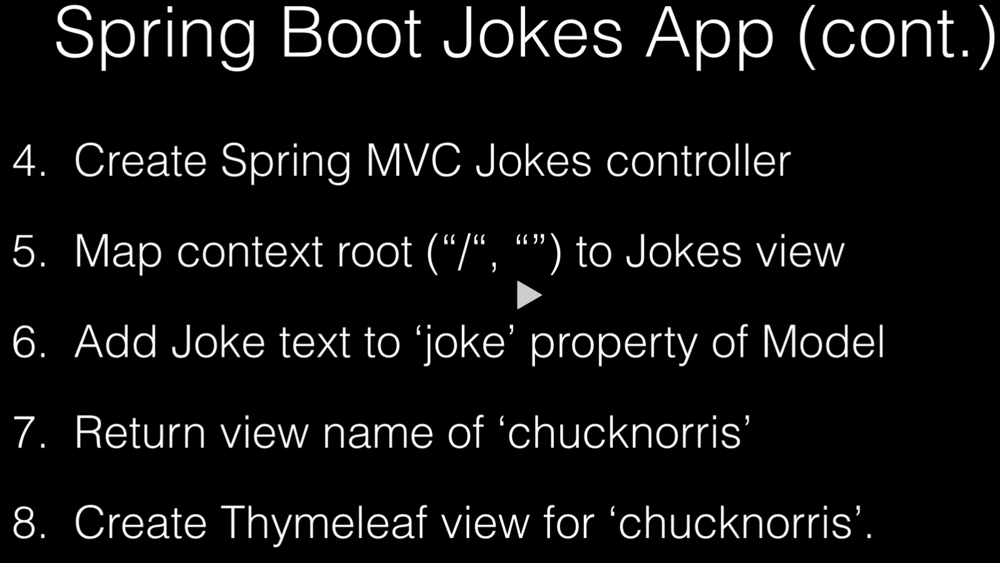 Spring Boot Jokes App (cont.)
4. Create Spring MVC Jokes controller
5. Map context root (“/“, “”) to Jokes view
6. Add Joke text to ‘joke’ property of Model
7. Return view name of ‘chucknorris’
8. Create Thymeleaf view for ‘chucknorris’.